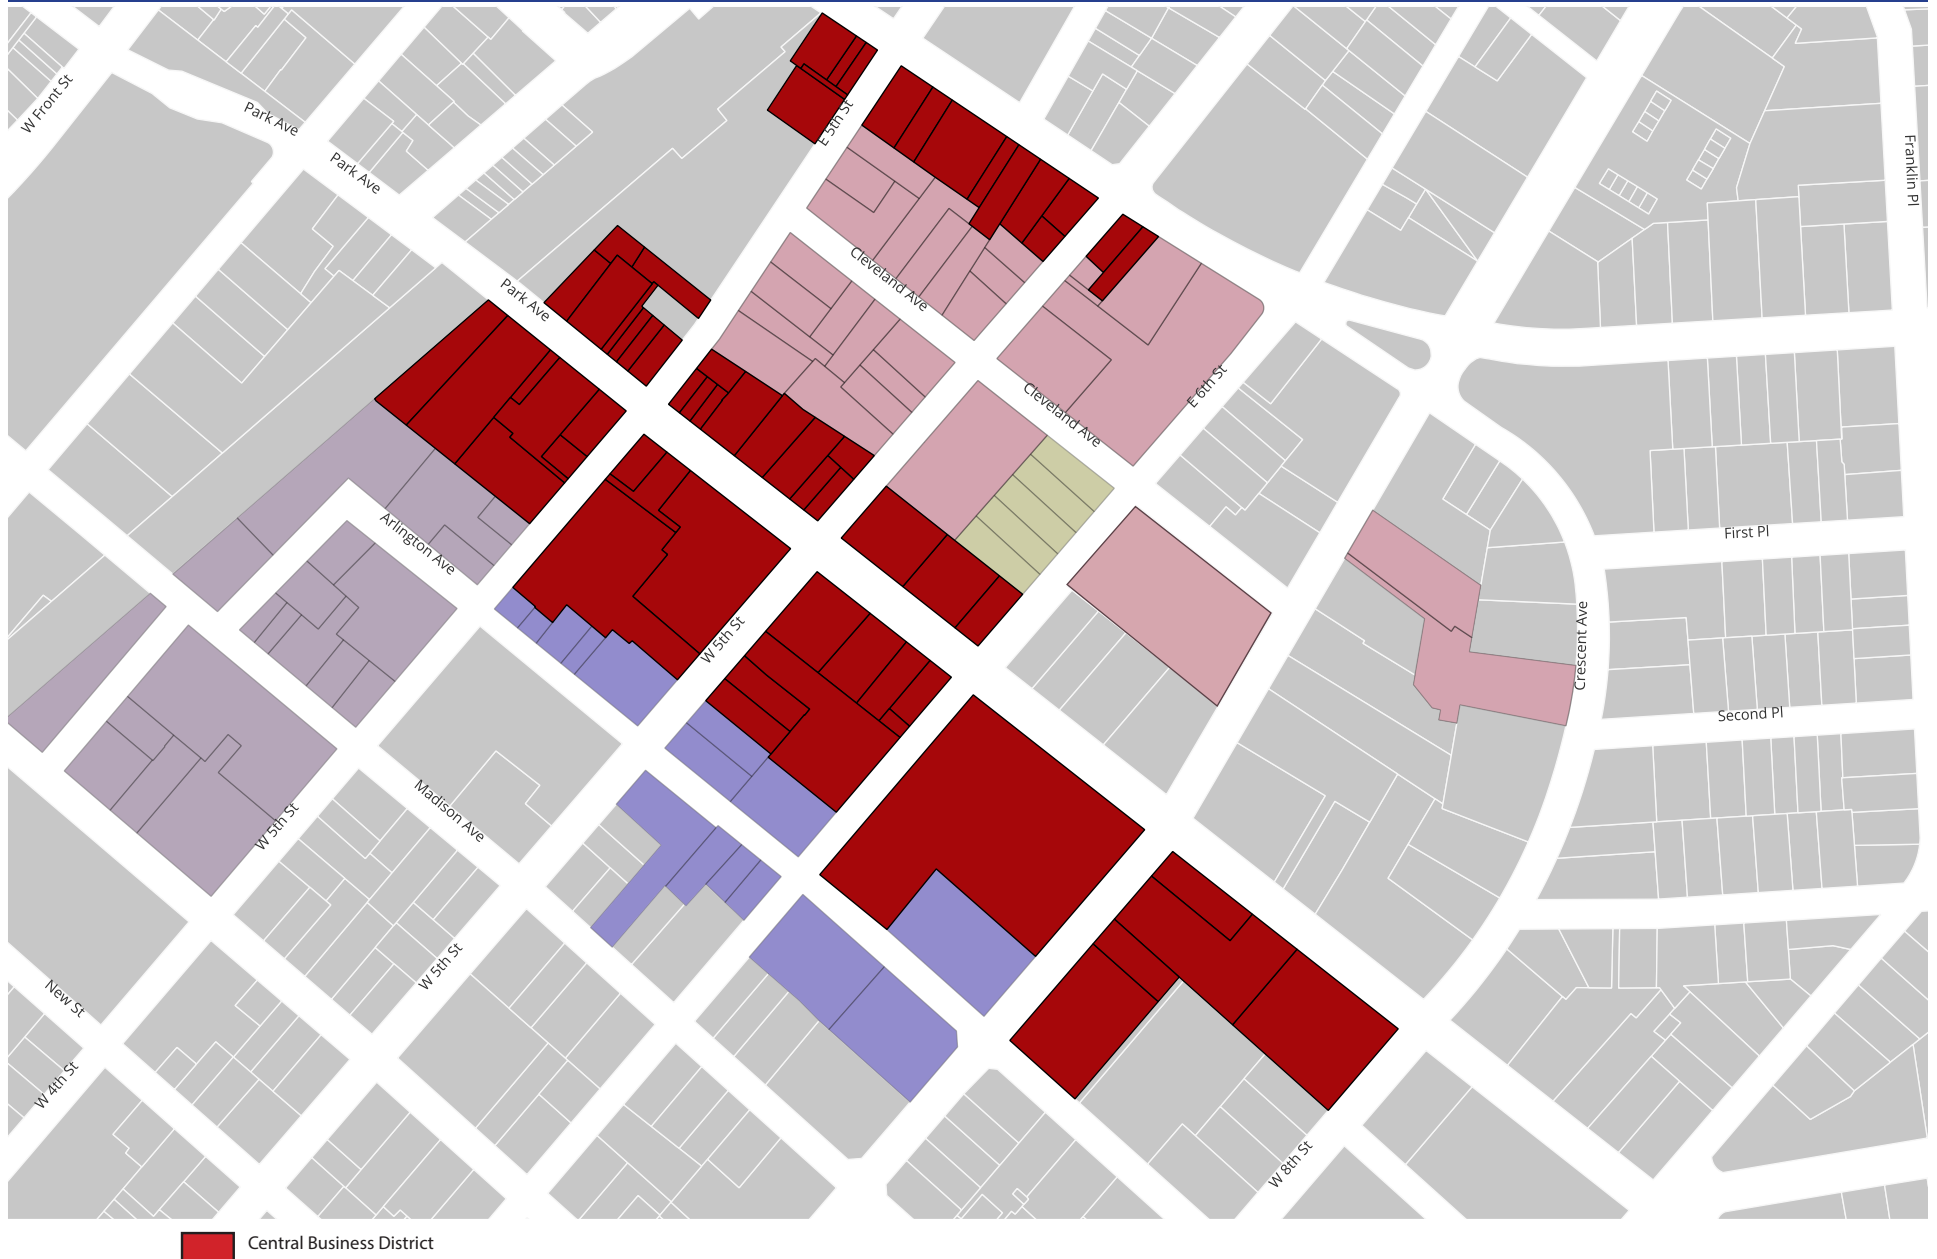 W Front St
Park Ave
Park Ave
E 5th St
Franklin Pl
Cleveland Ave
Park Ave
Cleveland Ave
E 6th St
Arlington Ave
First Pl
Crescent Ave
W 5th St
Second Pl
Madison Ave
W 5th St
W 5th St
New St
W 4th St
W 8th St
Central Business District